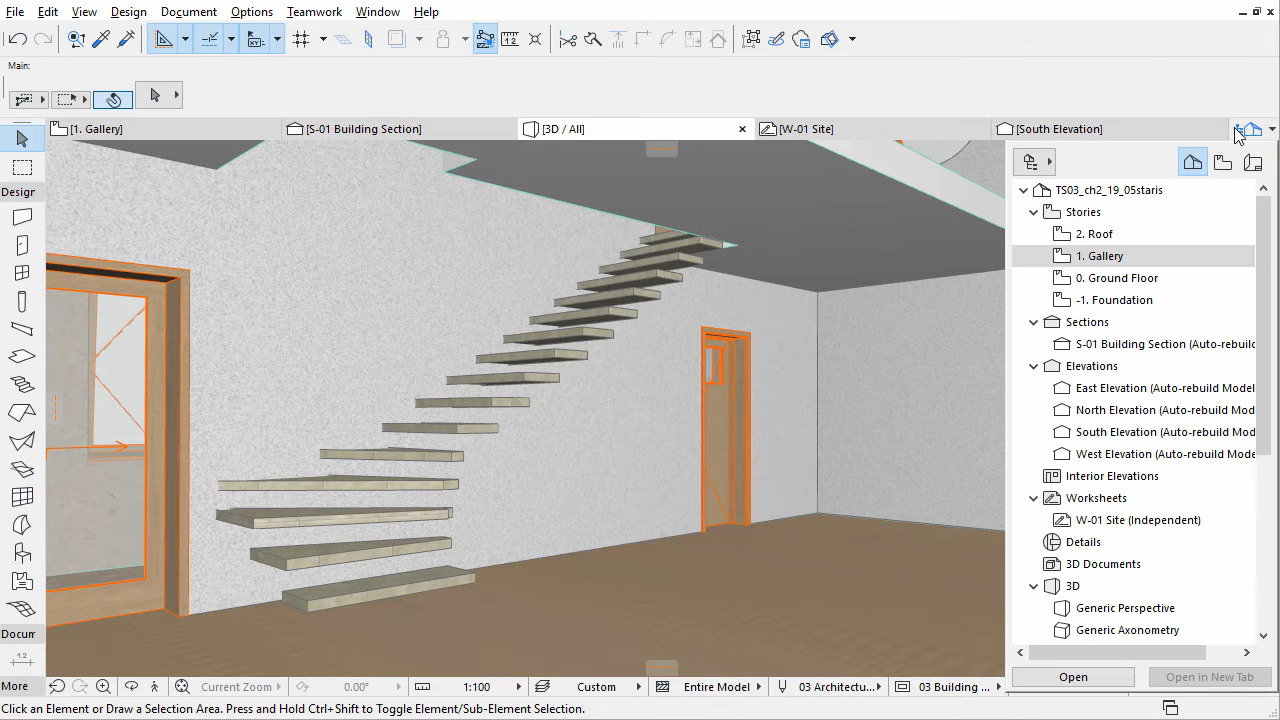 File Edit View Design Document Options Teamwork Window Help
Main:
[1. Gallery] [S-01 Building Section] [3D / All] [W-01 Site] [South Elevation]
Design
TS03_ch2_19_05staris
Stories
2. Roof
1. Gallery
0. Ground Floor
-1. Foundation
Sections
S-01 Building Section (Auto-rebuild
Elevations
East Elevation (Auto-rebuild Model
North Elevation (Auto-rebuild Mod
South Elevation (Auto-rebuild Mod
West Elevation (Auto-rebuild Mode
Interior Elevations
Worksheets
W-01 Site (Independent)
Details
3D Documents
3D
Generic Perspective
Generic Axonometry
Docum
1.2
Open Open in New Tab
More Current Zoom 0.00° 1:100 Custom Entire Model 03 Architectu... 03 Building ...
Click an Element or Draw a Selection Area. Press and Hold Ctrl+Shift to Toggle Element/Sub-Element Selection.